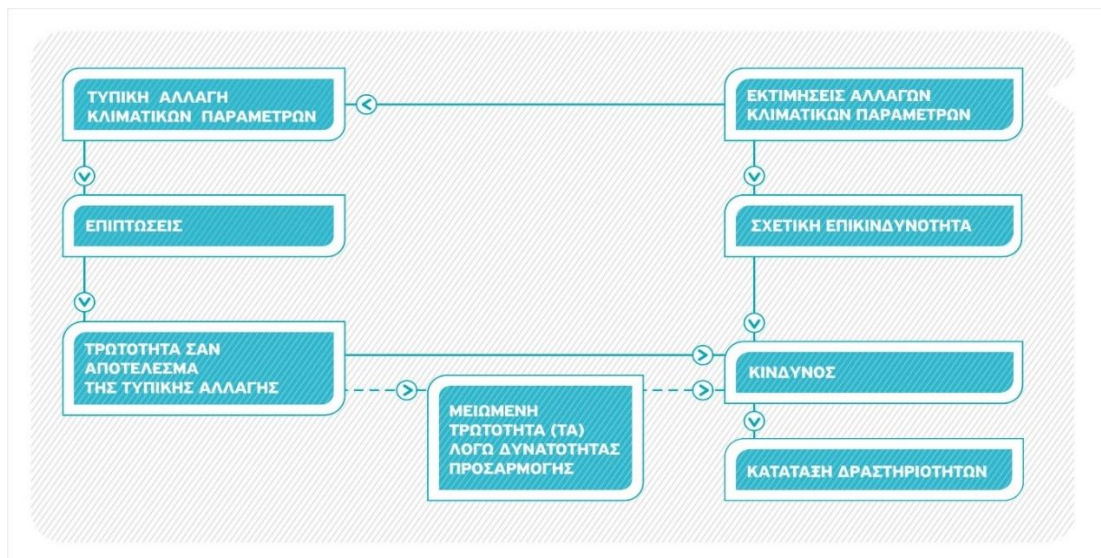 ΤΥΠΙΚΗ ΑΛΛΑΓΗ
ΚΛΙΜΑΤΙΚΩΝ ΠΑΡΑΜΕΤΡΩΝ
ΕΚΤΙΜΗΣΕΙΣ ΑΛΛΑΓΩΝ
ΚΛΙΜΑΤΙΚΩΝ ΠΑΡΑΜΕΤΡΩΝ
ΕΠΙΠΤΩΣΕΙΣ
ΣΧΕΤΙΚΗ ΕΠΙΚΙΝΔΥΝΟΤΗΤΑ
ΤΡΩΤΟΤΗΤΑ ΣΑΝ
ΑΠΟΤΕΛΕΣΜΑ
ΤΗΣ ΤΥΠΙΚΗΣ ΑΛΛΑΓΗΣ
ΚΙΝΔΥΝΟΣ
ΜΕΙΩΜΕΝΗ
ΤΡΩΤΟΤΗΤΑ (ΤΑ)
ΛΟΓΩ ΔΥΝΑΤΟΤΗΤΑΣ
ΠΡΟΣΑΡΜΟΓΗΣ
ΚΑΤΑΤΑΞΗ ΔΡΑΣΤΗΡΙΟΤΗΤΩΝ